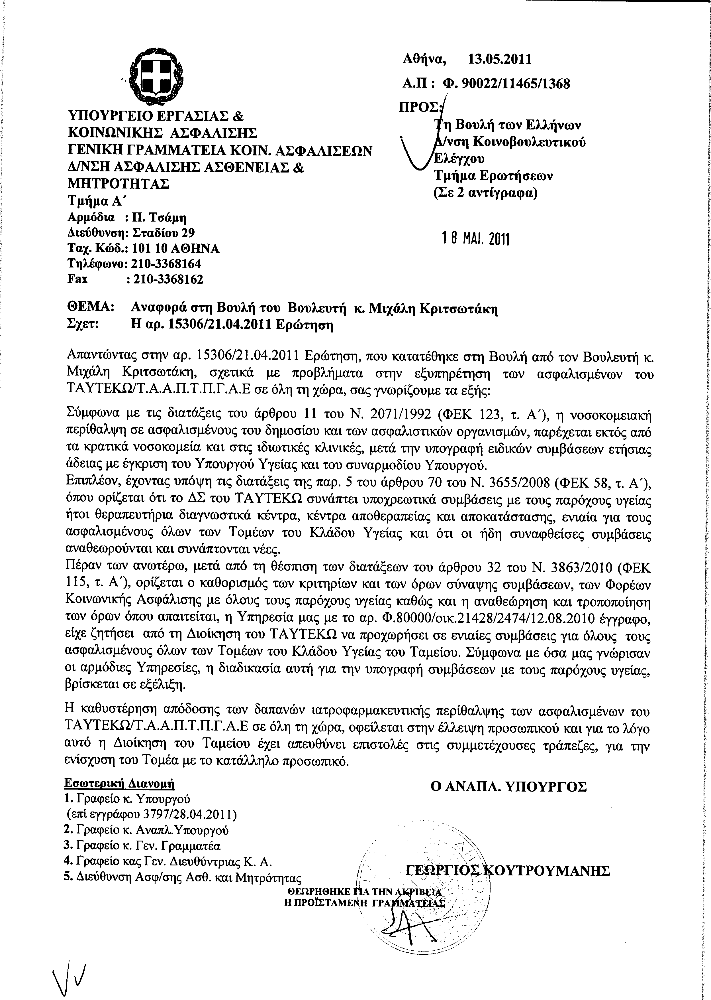 ΥΠΟΥΡΓΕΙΟ ΕΡΓΑΣΙΑΣ &
ΚΟΙΝΩΝΙΚΗΣ ΑΣΦΑΛΙΣΗΣ
ΓΕΝΙΚΗ ΓΡΑΜΜΑΤΕΙΑ ΚΟΙΝ. ΑΣΦΑΛΙΣΕΩΝ
Δ/ΝΣΗ ΑΣΦΑΛΙΣΗΣ ΑΣΘΕΝΕΙΑΣ &
ΜΗΤΡΟΤΗΤΑΣ
Τμήμα Α΄
Αρμόδια : Π. Τσάμη
Διεύθυνση: Σταδίου 29
Ταχ. Κώδ.: 101 10 ΑΘΗΝΑ
Τηλέφωνο: 210-3368164
Fax : 210-3368162
Αθήνα, 13.05.2011
Α.Π : Φ. 90022/11465/1368
ΠΡΟΣ:
Τη Βουλή των Ελλήνων
Δ/νση Κοινοβουλευτικού
Ελέγχου
Τμήμα Ερωτήσεων
(Σε 2 αντίγραφα)
18 ΜΑΙ. 2011
ΘΕΜΑ: Αναφορά στη Βουλή του Βουλευτή κ. Μιχάλη Κριτσωτάκη
Σχετ: Η αρ. 15306/21.04.2011 Ερώτηση
Απαντώντας στην αρ. 15306/21.04.2011 Ερώτηση, που κατατέθηκε στη Βουλή από τον Βουλευτή κ.
Μιχάλη Κριτσωτάκη, σχετικά με προβλήματα στην εξυπηρέτηση των ασφαλισμένων του
ΤΑΥΤΕΚΩ/Τ.Α.Α.Π.Τ.Π.Γ.Α.Ε σε όλη τη χώρα, σας γνωρίζουμε τα εξής:
Σύμφωνα με τις διατάξεις του άρθρου 11 του Ν. 2071/1992 (ΦΕΚ 123, τ. Α΄), η νοσοκομειακή
περίθαλψη σε ασφαλισμένους του δημοσίου και των ασφαλιστικών οργανισμών, παρέχεται εκτός από
τα κρατικά νοσοκομεία και στις ιδιωτικές κλινικές, μετά την υπογραφή ειδικών συμβάσεων ετήσιας
άδειας με έγκριση του Υπουργού Υγείας και του συναρμοδίου Υπουργού.
Επιπλέον, έχοντας υπόψη τις διατάξεις της παρ. 5 του άρθρου 70 του Ν. 3655/2008 (ΦΕΚ 58, τ. Α΄),
όπου ορίζεται ότι το ΔΣ του ΤΑΥΤΕΚΩ συνάπτει υποχρεωτικά συμβάσεις με τους παρόχους υγείας
ήτοι θεραπευτήρια διαγνωστικά κέντρα, κέντρα αποθεραπείας και αποκατάστασης, ενιαία για τους
ασφαλισμένους όλων των Τομέων του Κλάδου Υγείας και ότι οι ήδη συναφθείσες συμβάσεις
αναθεωρούνται και συνάπτονται νέες.
Πέραν των ανωτέρω, μετά από τη θέσπιση των διατάξεων του άρθρου 32 του Ν. 3863/2010 (ΦΕΚ
115, τ. Α΄), ορίζεται ο καθορισμός των κριτηρίων και των όρων σύναψης συμβάσεων, των Φορέων
Κοινωνικής Ασφάλισης με όλους τους παρόχους υγείας καθώς και η αναθεώρηση και τροποποίηση
των όρων όπου απαιτείται, η Υπηρεσία μας με το αρ. Φ.80000/οικ.21428/2474/12.08.2010 έγγραφο,
είχε ζητήσει από τη Διοίκηση του ΤΑΥΤΕΚΩ να προχωρήσει σε ενιαίες συμβάσεις για όλους τους
ασφαλισμένους όλων των Τομέων του Κλάδου Υγείας του Ταμείου. Σύμφωνα με όσα μας γνώρισαν
οι αρμόδιες Υπηρεσίες, η διαδικασία αυτή για την υπογραφή συμβάσεων με τους παρόχους υγείας,
βρίσκεται σε εξέλιξη.
Η καθυστέρηση απόδοσης των δαπανών ιατροφαρμακευτικής περίθαλψης των ασφαλισμένων του
ΤΑΥΤΕΚΩ/Τ.Α.Α.Π.Τ.Π.Γ.Α.Ε σε όλη τη χώρα, οφείλεται στην έλλειψη προσωπικού και για το λόγο
αυτό η Διοίκηση του Ταμείου έχει απευθύνει επιστολές στις συμμετέχουσες τράπεζες, για την
ενίσχυση του Τομέα με το κατάλληλο προσωπικό.
Εσωτερική Διανομή
1. Γραφείο κ. Υπουργού
(επί εγγράφου 3797/28.04.2011)
2. Γραφείο κ. Αναπλ.Υπουργού
3. Γραφείο κ. Γεν. Γραμματέα
4. Γραφείο κας Γεν. Διευθύντριας Κ. Α.
5. Διεύθυνση Ασφ/σης Ασθ. και Μητρότητας
Ο ΑΝΑΠΛ. ΥΠΟΥΡΓΟΣ
ΓΕΩΡΓΙΟΣ ΚΟΥΤΡΟΥΜΑΝΗΣ
ΘΕΩΡΗΘΗΚΕ ΓΙΑ ΤΗΝ ΑΚΡΙΒΕΙΑ
Η ΠΡΟΪΣΤΑΜΕΝΗ ΓΡΑΜΜΑΤΕΙΑΣ